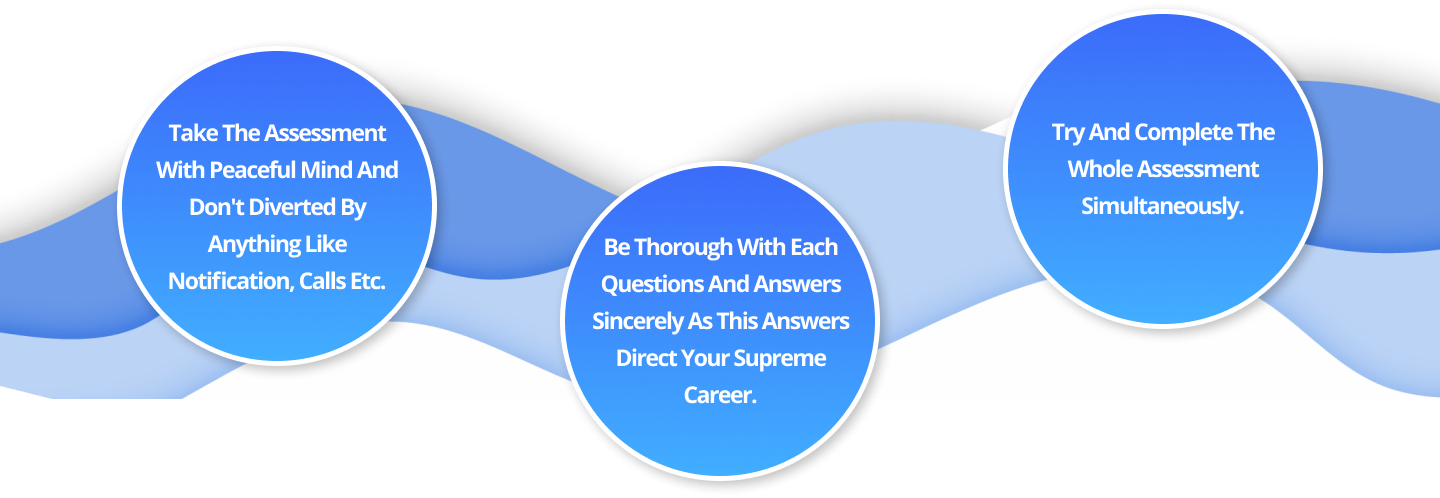 Take The Assessment
With Peaceful Mind And
Don't Diverted By
Anything Like
Notification, Calls Etc.
Be Thorough With Each
Questions And Answers
Sincerely As This Answers
Direct Your Supreme
Career.
Try And Complete The
Whole Assessment
Simultaneously.